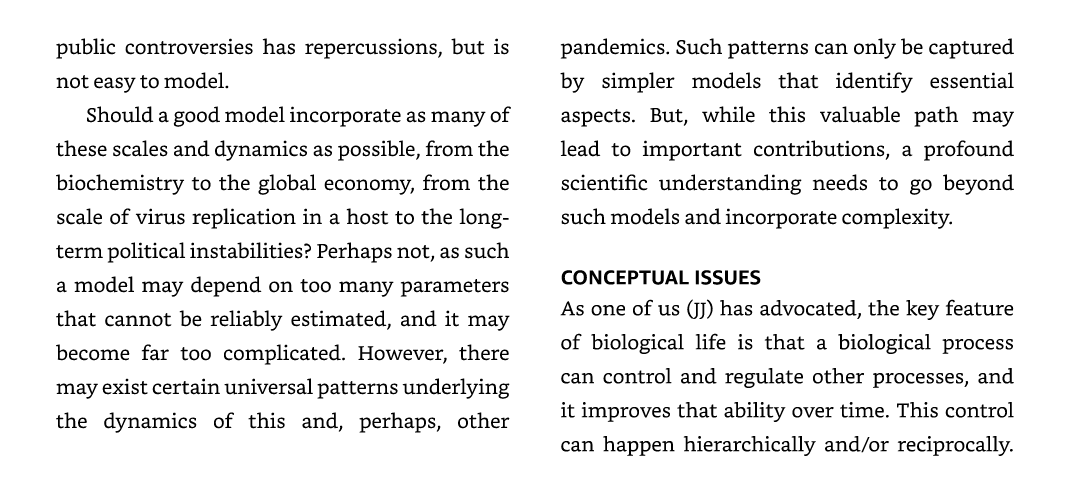 public controversies has repercussions, but is
not easy to model.
Should a good model incorporate as many of
these scales and dynamics as possible, from the
biochemistry to the global economy, from the
scale of virus replication in a host to the long-
term political instabilities? Perhaps not, as such
a model may depend on too many parameters
that cannot be reliably estimated, and it may
become far too complicated. However, there
may exist certain universal patterns underlying
the dynamics of this and, perhaps, other
pandemics. Such patterns can only be captured
by simpler models that identify essential
aspects. But, while this valuable path may
lead to important contributions, a profound
scientific understanding needs to go beyond
such models and incorporate complexity.
CONCEPTUAL ISSUES
As one of us (JJ) has advocated, the key feature
of biological life is that a biological process
can control and regulate other processes, and
it improves that ability over time. This control
can happen hierarchically and/or reciprocally.